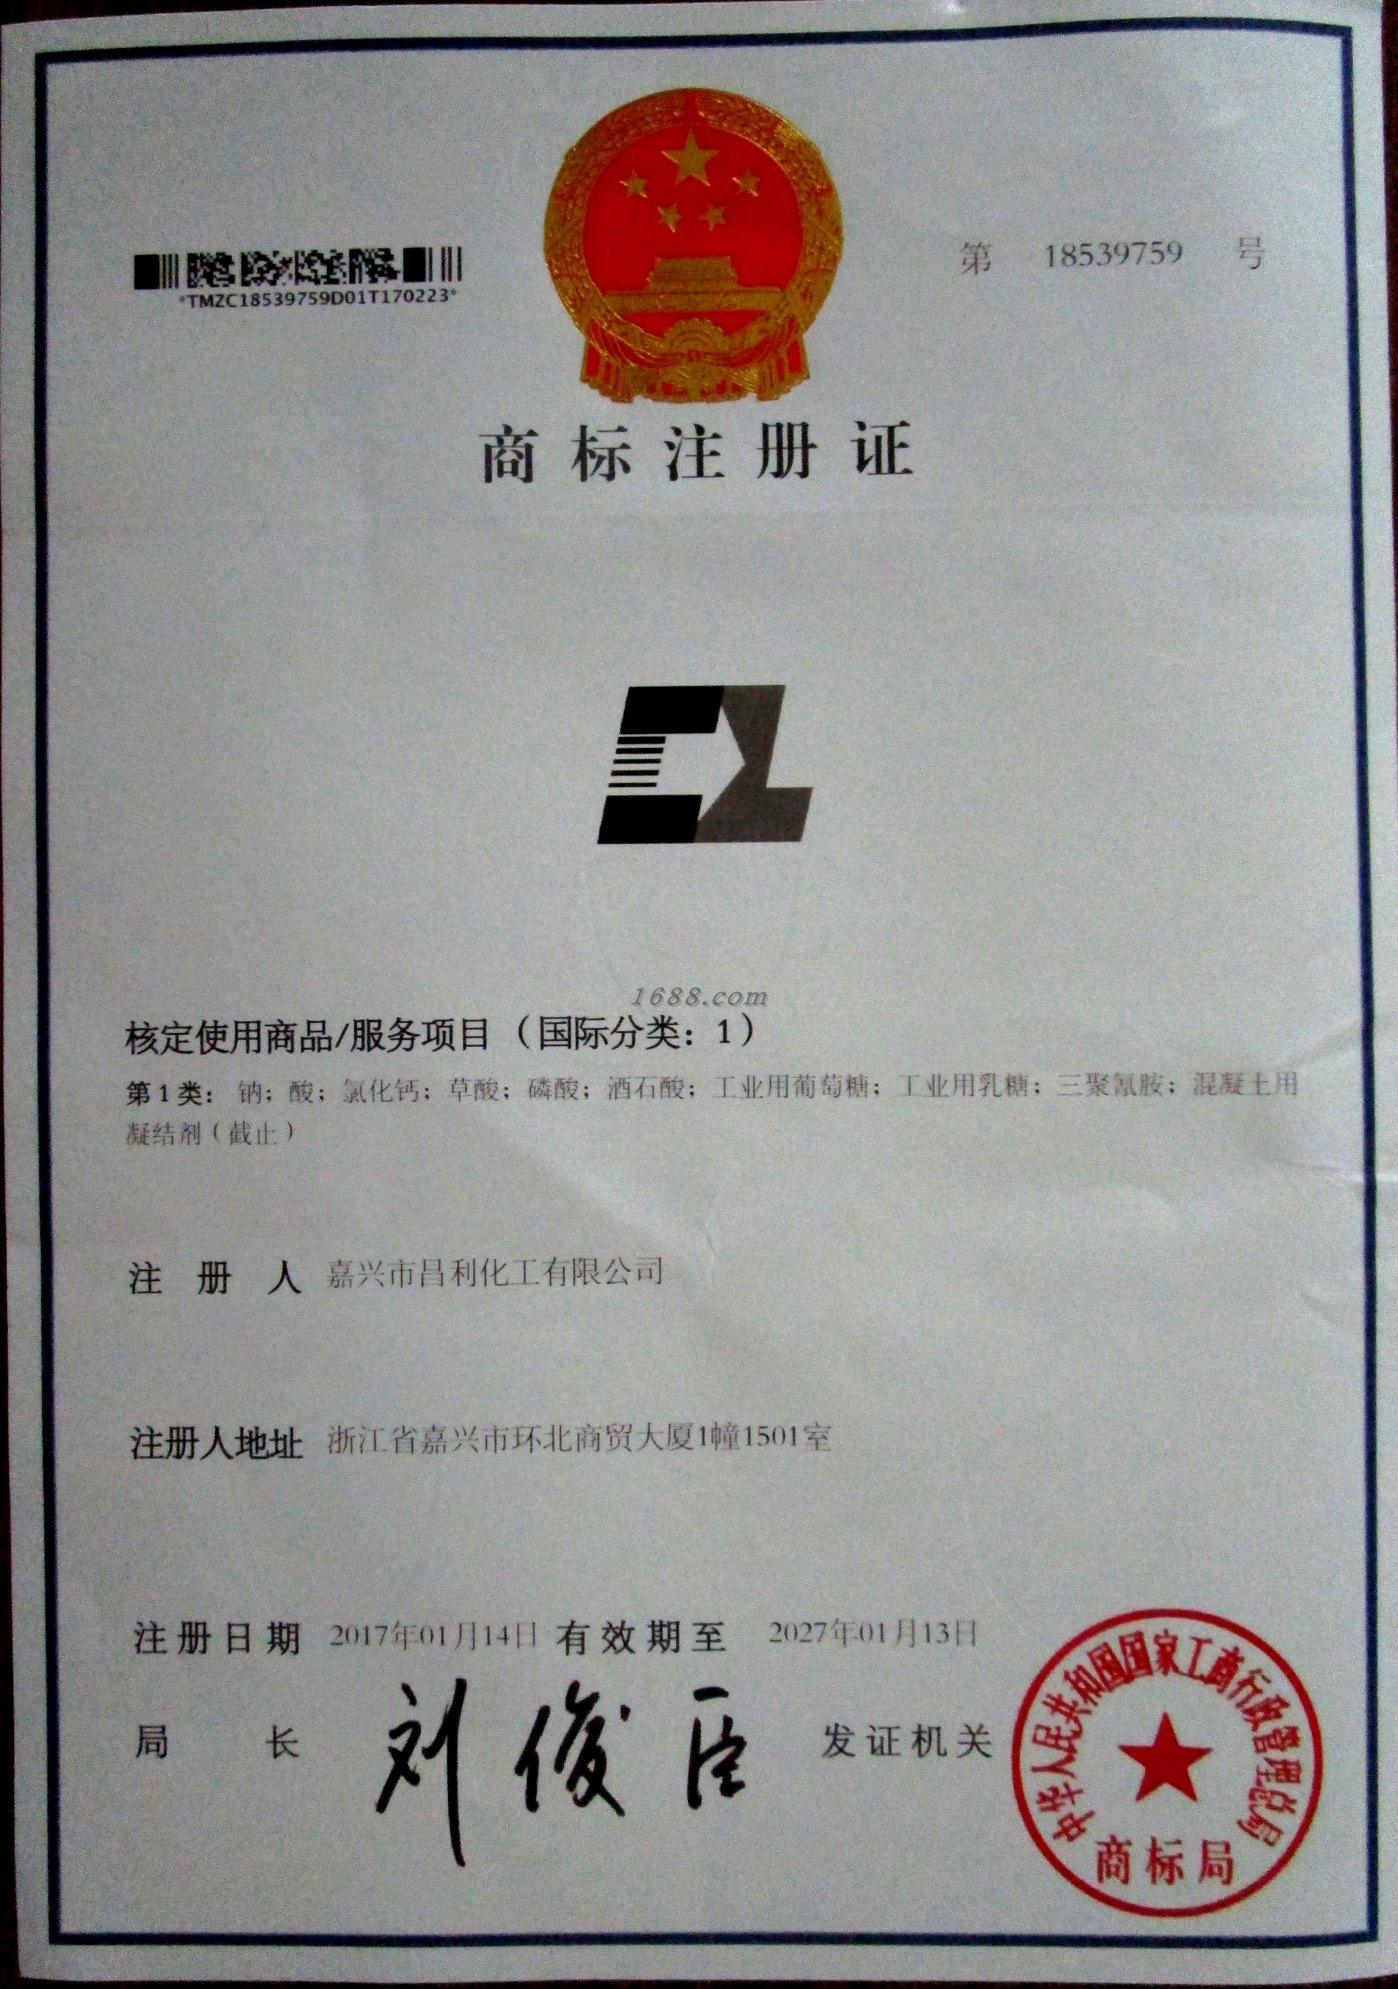 *TMZC18539759D01T170223*
第 18539759 号
商标注册证
CL
1688.com
核定使用商品/服务项目（国际分类：1）
第1类：钠；酸；氯化钙；草酸；磷酸；酒石酸；工业用葡萄糖；工业用乳糖；三聚氰胺；混凝土用
凝结剂（截止）
注册人 嘉兴市昌利化工有限公司
注册人地址 浙江省嘉兴市环北商贸大厦1幢1501室
注册日期 2017年01月14日 有效期至 2027年01月13日
局长 刘俊臣 发证机关
中华人民共和国国家工商行政管理总局
商标局